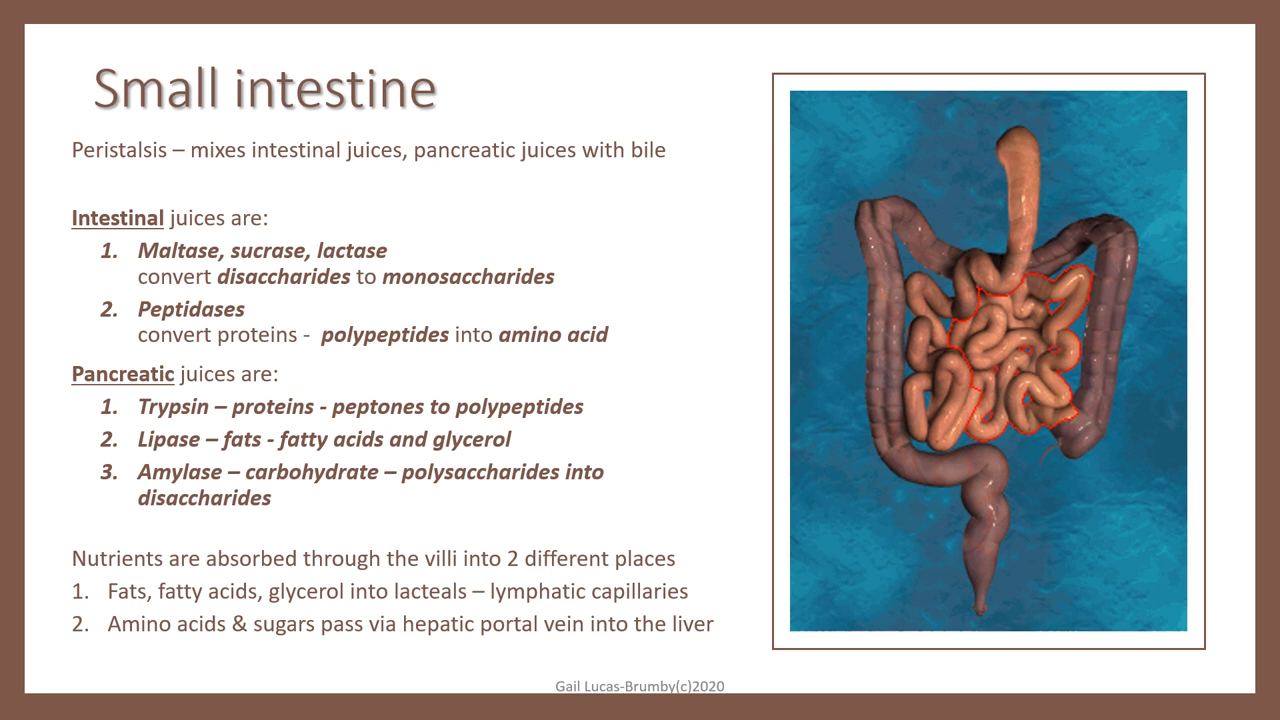 Small intestine
Peristalsis – mixes intestinal juices, pancreatic juices with bile
Intestinal juices are:
1. Maltase, sucrase, lactase
convert disaccharides to monosaccharides
2. Peptidases
convert proteins - polypeptides into amino acid
Pancreatic juices are:
1. Trypsin – proteins - peptones to polypeptides
2. Lipase – fats - fatty acids and glycerol
3. Amylase – carbohydrate – polysaccharides into
disaccharides
Nutrients are absorbed through the villi into 2 different places
1. Fats, fatty acids, glycerol into lacteals – lymphatic capillaries
2. Amino acids & sugars pass via hepatic portal vein into the liver
Gail Lucas-Brumby(c)2020